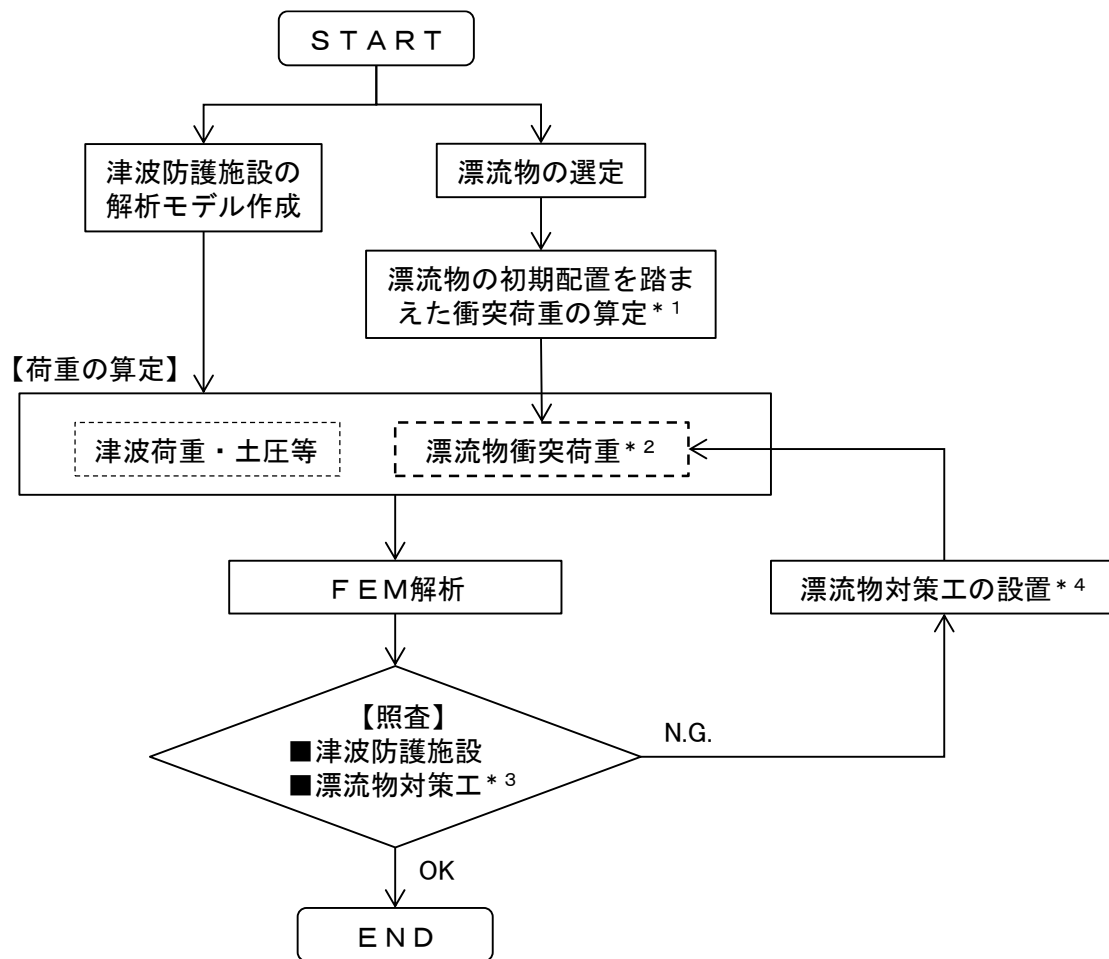 ＳＴＡＲＴ
津波防護施設の
解析モデル作成
漂流物の選定
漂流物の初期配置を踏ま
えた衝突荷重の算定*1
【荷重の算定】
津波荷重・土圧等
漂流物衝突荷重*2
ＦＥＭ解析
漂流物対策工の設置*4
【照査】
■津波防護施設
■漂流物対策工*3
N.G.
OK
ＥＮＤ